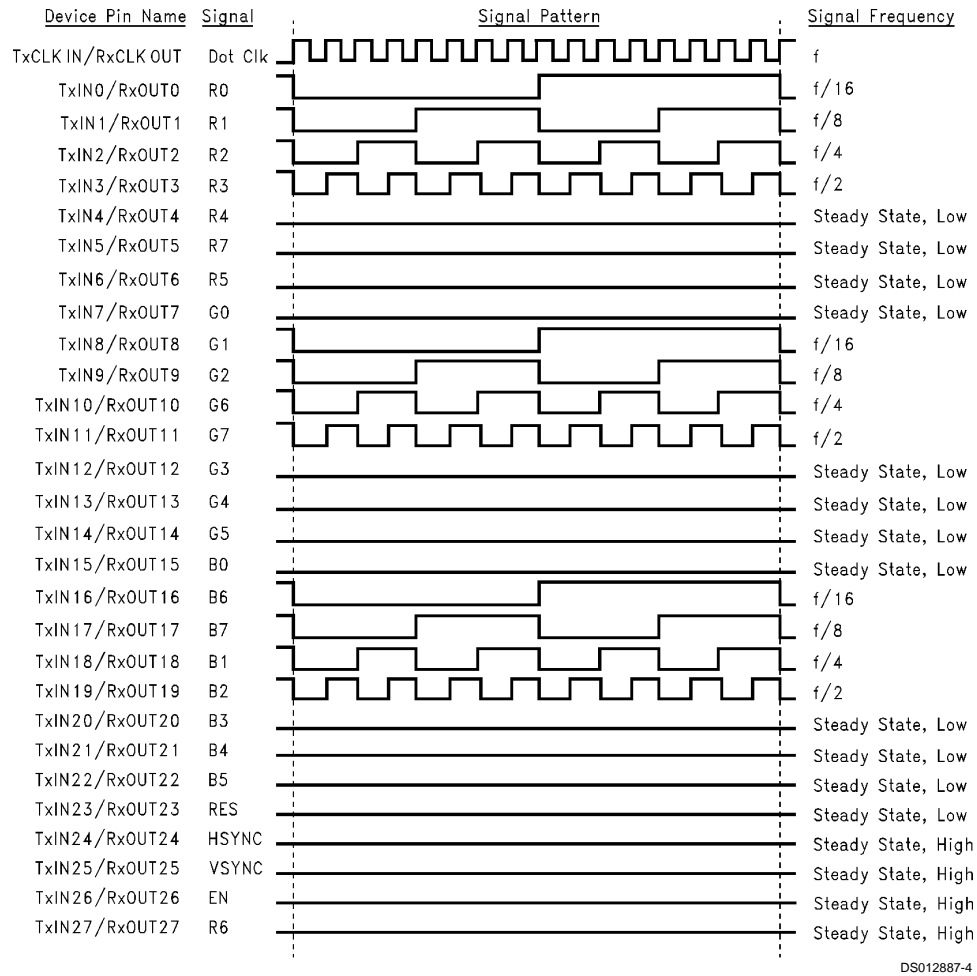 Device Pin Name Signal Signal Pattern Signal Frequency
TxCLK IN/RxCLK OUT Dot Clk f
TxIN0/RxOUT0 R0 f/16
TxIN1/RxOUT1 R1 f/8
TxIN2/RxOUT2 R2 f/4
TxIN3/RxOUT3 R3 f/2
TxIN4/RxOUT4 R4 Steady State, Low
TxIN5/RxOUT5 R7 Steady State, Low
TxIN6/RxOUT6 R5 Steady State, Low
TxIN7/RxOUT7 G0 Steady State, Low
TxIN8/RxOUT8 G1 f/16
TxIN9/RxOUT9 G2 f/8
TxIN10/RxOUT10 G6 f/4
TxIN11/RxOUT11 G7 f/2
TxIN12/RxOUT12 G3 Steady State, Low
TxIN13/RxOUT13 G4 Steady State, Low
TxIN14/RxOUT14 G5 Steady State, Low
TxIN15/RxOUT15 B0 Steady State, Low
TxIN16/RxOUT16 B6 f/16
TxIN17/RxOUT17 B7 f/8
TxIN18/RxOUT18 B1 f/4
TxIN19/RxOUT19 B2 f/2
TxIN20/RxOUT20 B3 Steady State, Low
TxIN21/RxOUT21 B4 Steady State, Low
TxIN22/RxOUT22 B5 Steady State, Low
TxIN23/RxOUT23 RES Steady State, Low
TxIN24/RxOUT24 HSYNC Steady State, High
TxIN25/RxOUT25 VSYNC Steady State, High
TxIN26/RxOUT26 EN Steady State, High
TxIN27/RxOUT27 R6 Steady State, High
DS012887-4